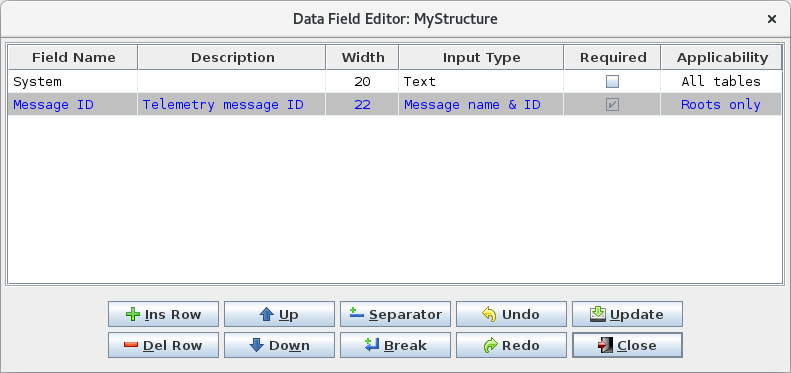 Data Field Editor: MyStructure
Field Name Description Width Input Type Required Applicability
System 20 Text All tables
Message ID Telemetry message ID 22 Message name & ID Roots only
Ins Row Up Separator Undo Update
Del Row Down Break Redo Close